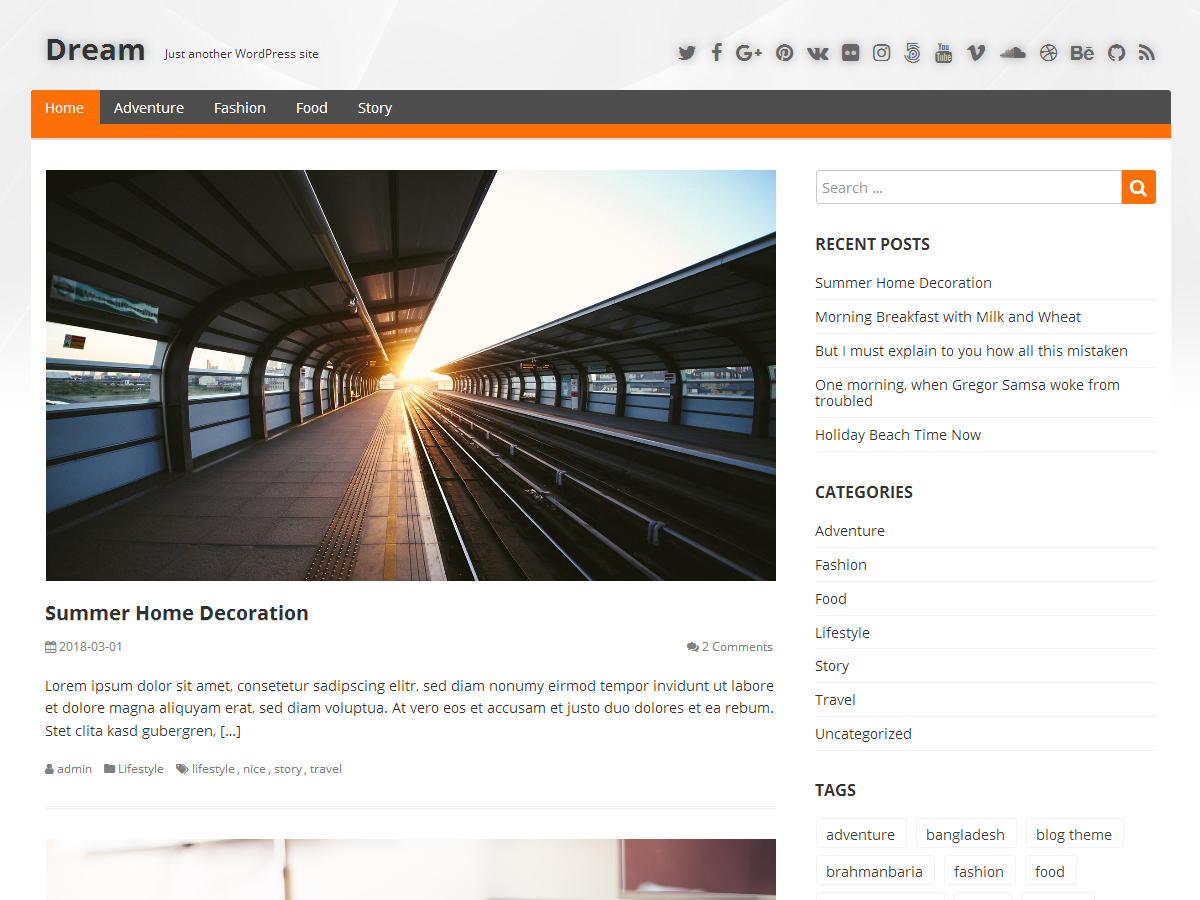 Dream Just another WordPress site
Home Adventure Fashion Food Story
Search ...
Summer Home Decoration
2018-03-01 2 Comments
Lorem ipsum dolor sit amet, consetetur sadipscing elitr, sed diam nonumy eirmod tempor invidunt ut labore
et dolore magna aliquyam erat, sed diam voluptua. At vero eos et accusam et justo duo dolores et ea rebum.
Stet clita kasd gubergren, [...]
admin Lifestyle lifestyle, nice, story, travel
RECENT POSTS
Summer Home Decoration
Morning Breakfast with Milk and Wheat
But I must explain to you how all this mistaken
One morning, when Gregor Samsa woke from
troubled
Holiday Beach Time Now
CATEGORIES
Adventure
Fashion
Food
Lifestyle
Story
Travel
Uncategorized
TAGS
adventure bangladesh blog theme
brahmanbaria fashion food